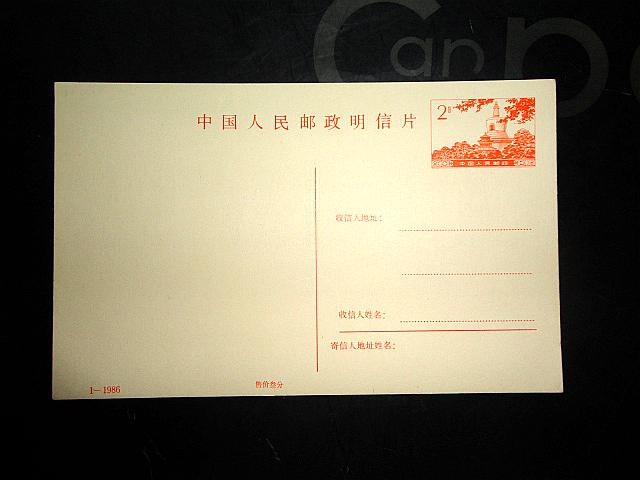 Can
中国人民邮政明信片
2分
中国人民邮政
收信人地址：
收信人姓名：
寄信人地址姓名：
1—1986
售价叁分